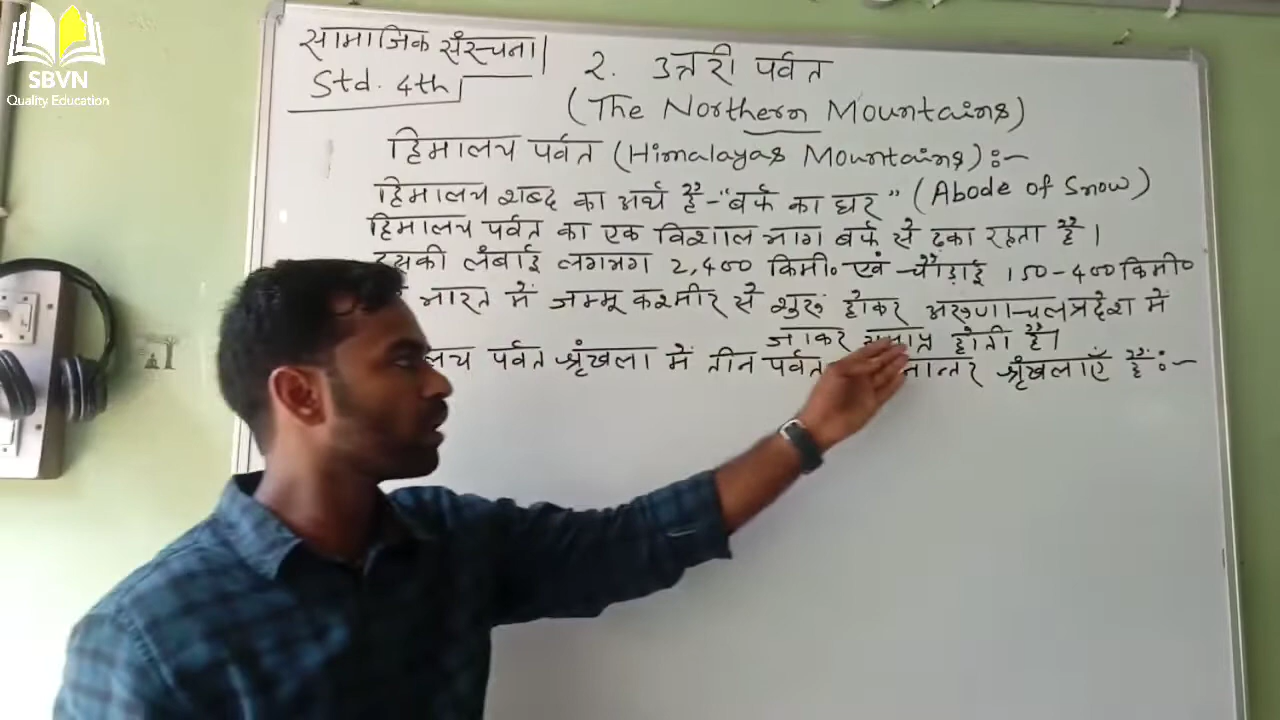 SBVN
Quality Education
सामाजिक संरचना
Std. 4th
२. उत्तरी पर्वत
(The Northern Mountains)
हिमालय पर्वत (Himalayas Mountains):-
हिमालय शब्द का अर्थ है-"बर्फ का घर" (Abode of Snow)
हिमालय पर्वत का एक विशाल भाग बर्फ से ढ़का रहता है।
इसकी लंबाई लगभग 2,400 किमी॰ एवं चौड़ाई 150-400 किमी॰
भारत में जम्मू कश्मीर से शुरू होकर अरुणाचलप्रदेश में
जाकर समाप्त होती है।
पर्वत श्रृंखला में तीन पर्वत श्रृंखलाएँ हैं:-